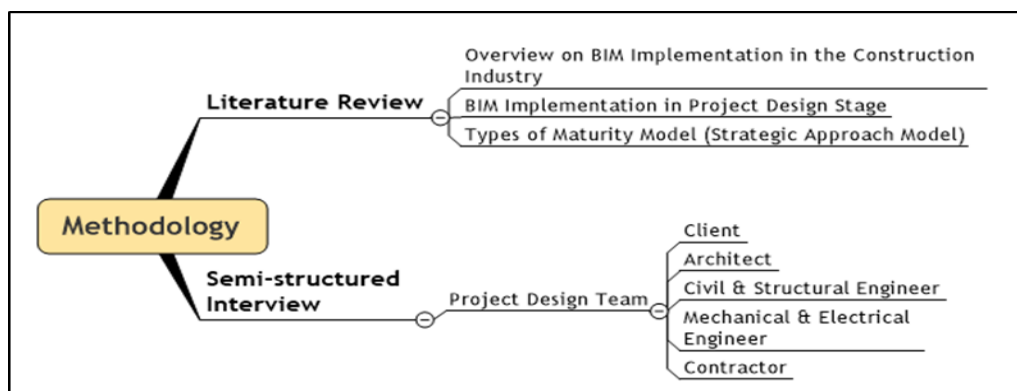 Overview on BIM Implementation in the Construction
Industry
Literature Review
BIM Implementation in Project Design Stage
Types of Maturity Model (Strategic Approach Model)
Methodology
Semi-structured
Interview
Project Design Team
Client
Architect
Civil & Structural Engineer
Mechanical & Electrical
Engineer
Contractor